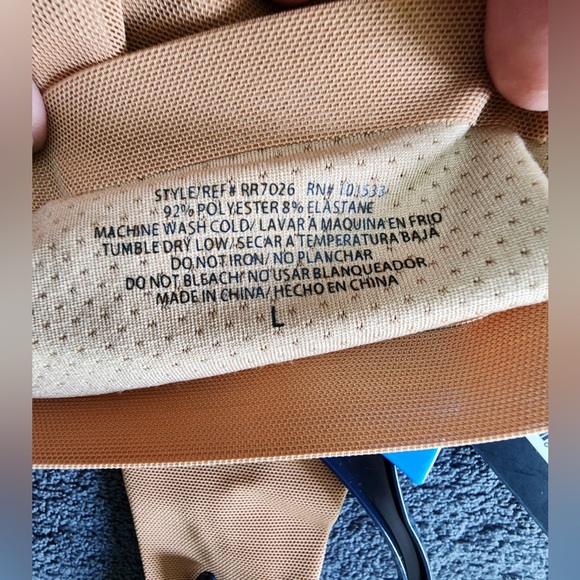 STYLE/REF# RR7026 RN# 101533
92% POLYESTER 8% ELASTANE
MACHINE WASH COLD/ LAVAR À MAQUINA EN FRIO
TUMBLE DRY LOW/ SECAR A TEMPERATURA BAJA
DO NOT IRON/ NO PLANCHAR
DO NOT BLEACH/ NO USAR BLANQUEADOR
MADE IN CHINA/ HECHO EN CHINA
L